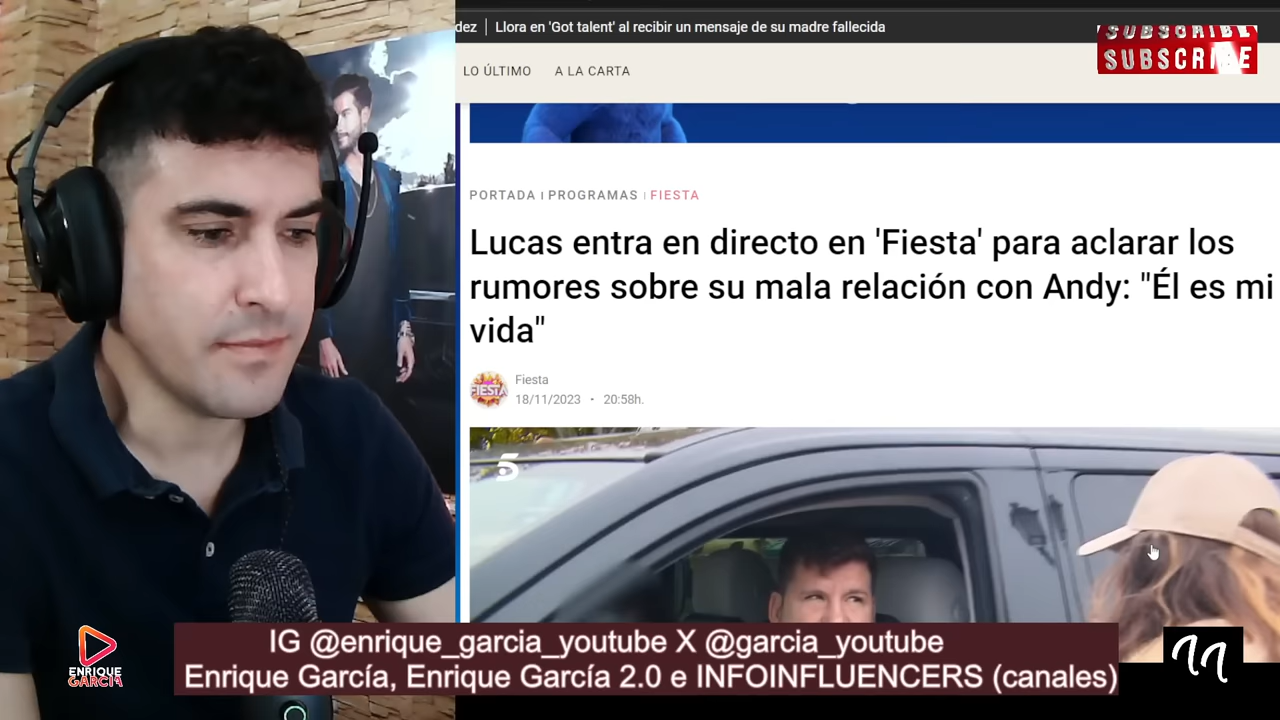 dez | Llora en 'Got talent' al recibir un mensaje de su madre fallecida
SUBSCRIBE
SUBSCRIBE
LO ÚLTIMO A LA CARTA
PORTADA | PROGRAMAS | FIESTA
Lucas entra en directo en 'Fiesta' para aclarar los
rumores sobre su mala relación con Andy: "Él es mi
vida"
FIESTA
Fiesta
18/11/2023 • 20:58h.
5
IG @enrique_garcia_youtube X @garcia_youtube
Enrique García, Enrique García 2.0 e INFOINFLUENCERS (canales)
ENRIQUE
GARCÍA